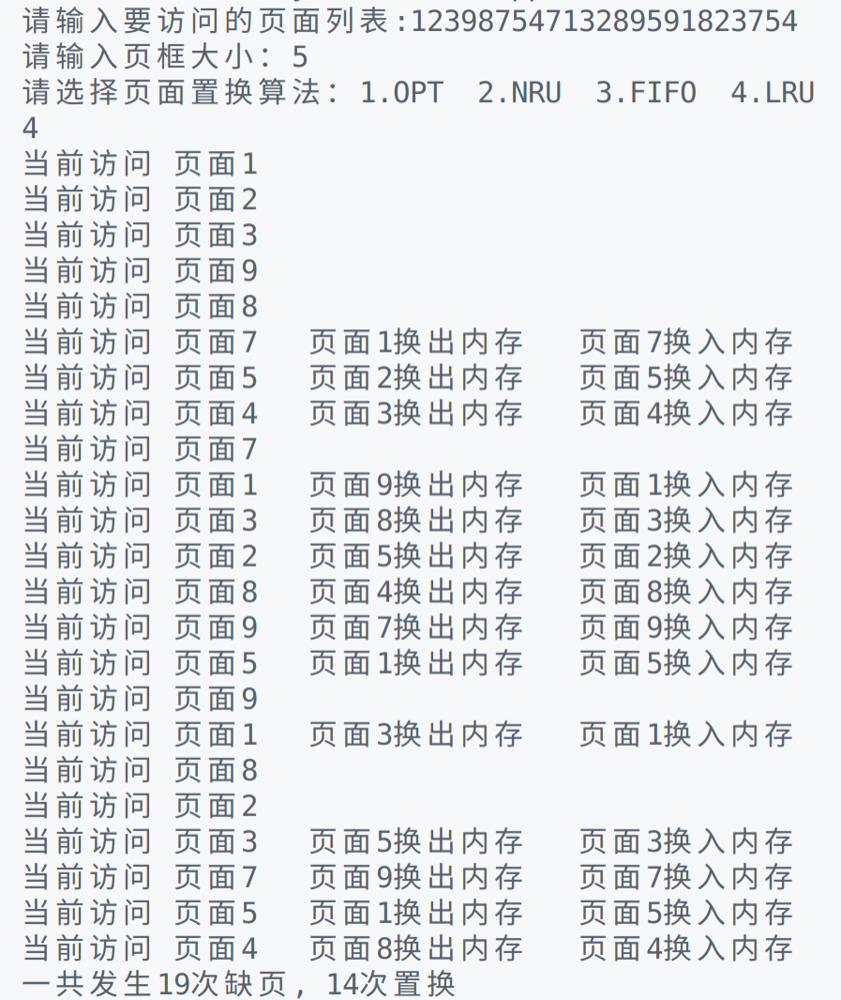 请输入要访问的页面列表:12398754713289591823754
请输入页框大小：5
请选择页面置换算法：1.OPT  2.NRU  3.FIFO  4.LRU
4
当前访问 页面1
当前访问 页面2
当前访问 页面3
当前访问 页面9
当前访问 页面8
当前访问 页面7   页面1换出内存   页面7换入内存
当前访问 页面5   页面2换出内存   页面5换入内存
当前访问 页面4   页面3换出内存   页面4换入内存
当前访问 页面7
当前访问 页面1   页面9换出内存   页面1换入内存
当前访问 页面3   页面8换出内存   页面3换入内存
当前访问 页面2   页面5换出内存   页面2换入内存
当前访问 页面8   页面4换出内存   页面8换入内存
当前访问 页面9   页面7换出内存   页面9换入内存
当前访问 页面5   页面1换出内存   页面5换入内存
当前访问 页面9
当前访问 页面1   页面3换出内存   页面1换入内存
当前访问 页面8
当前访问 页面2
当前访问 页面3   页面5换出内存   页面3换入内存
当前访问 页面7   页面9换出内存   页面7换入内存
当前访问 页面5   页面1换出内存   页面5换入内存
当前访问 页面4   页面8换出内存   页面4换入内存
一共发生19次缺页，14次置换